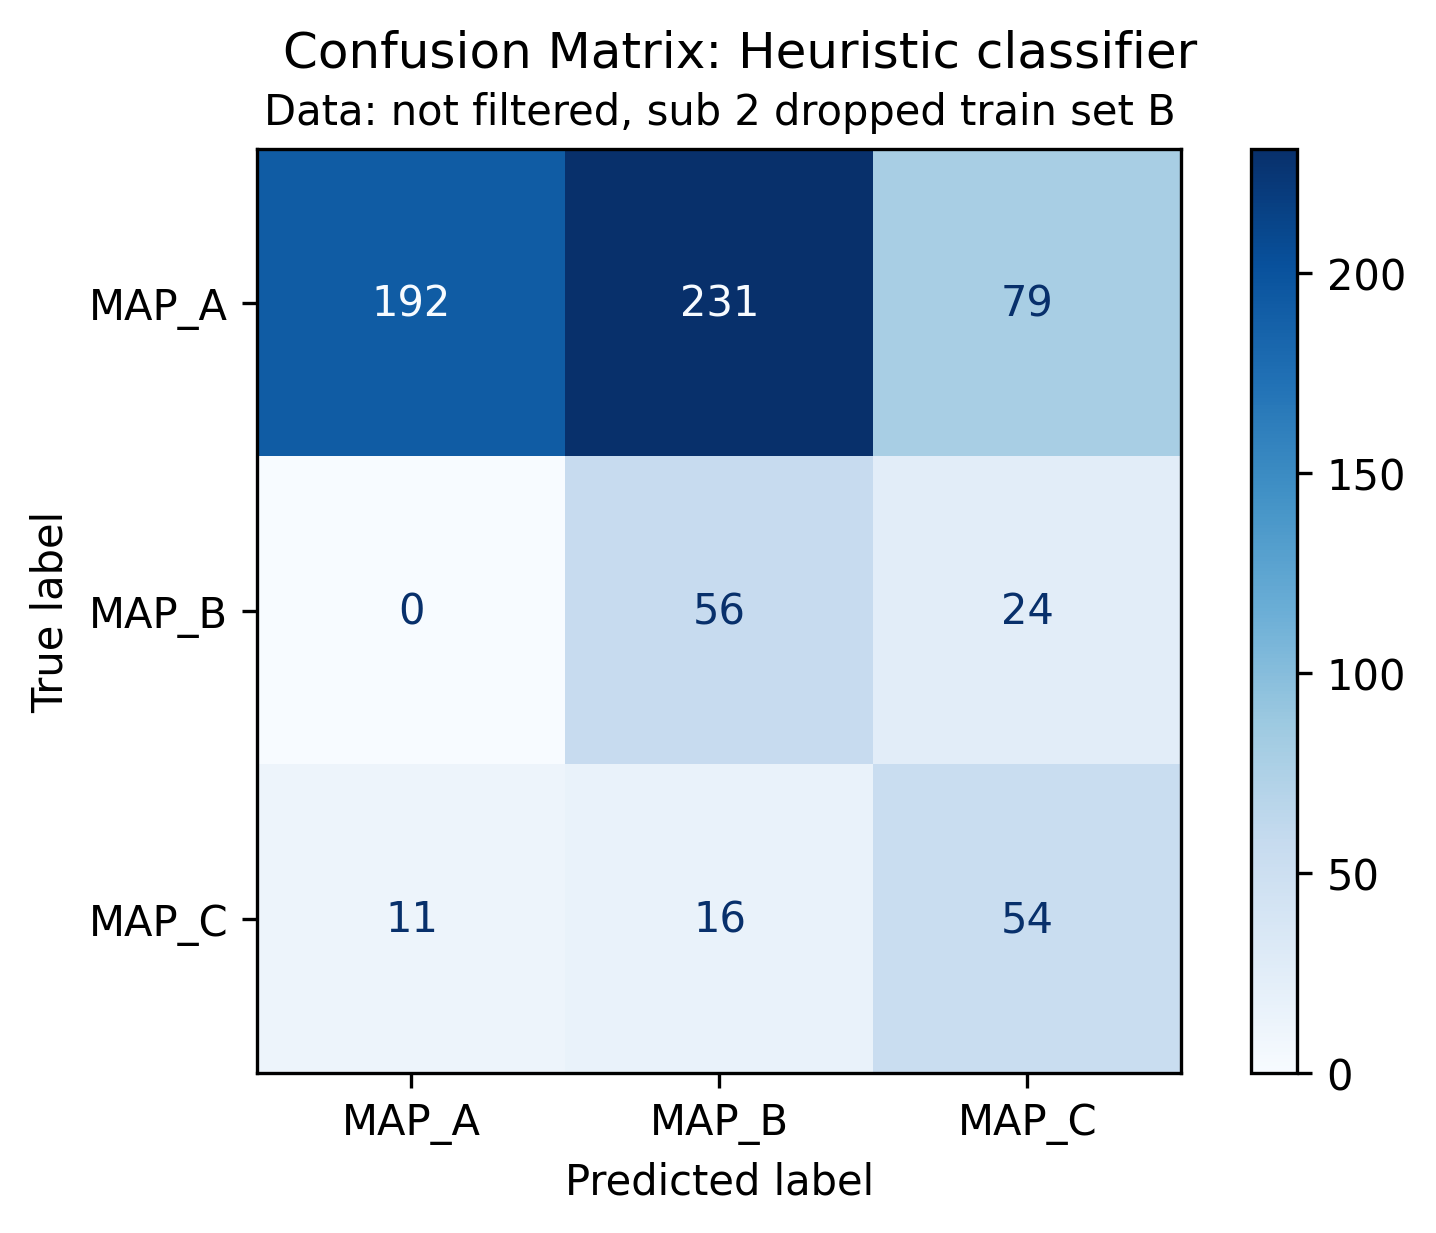 Confusion Matrix: Heuristic classifier
Data: not filtered, sub 2 dropped train set B
True label
MAP_A
192
231
79
MAP_B
0
56
24
MAP_C
11
16
54
MAP_A
MAP_B
MAP_C
Predicted label
200
150
100
50
0